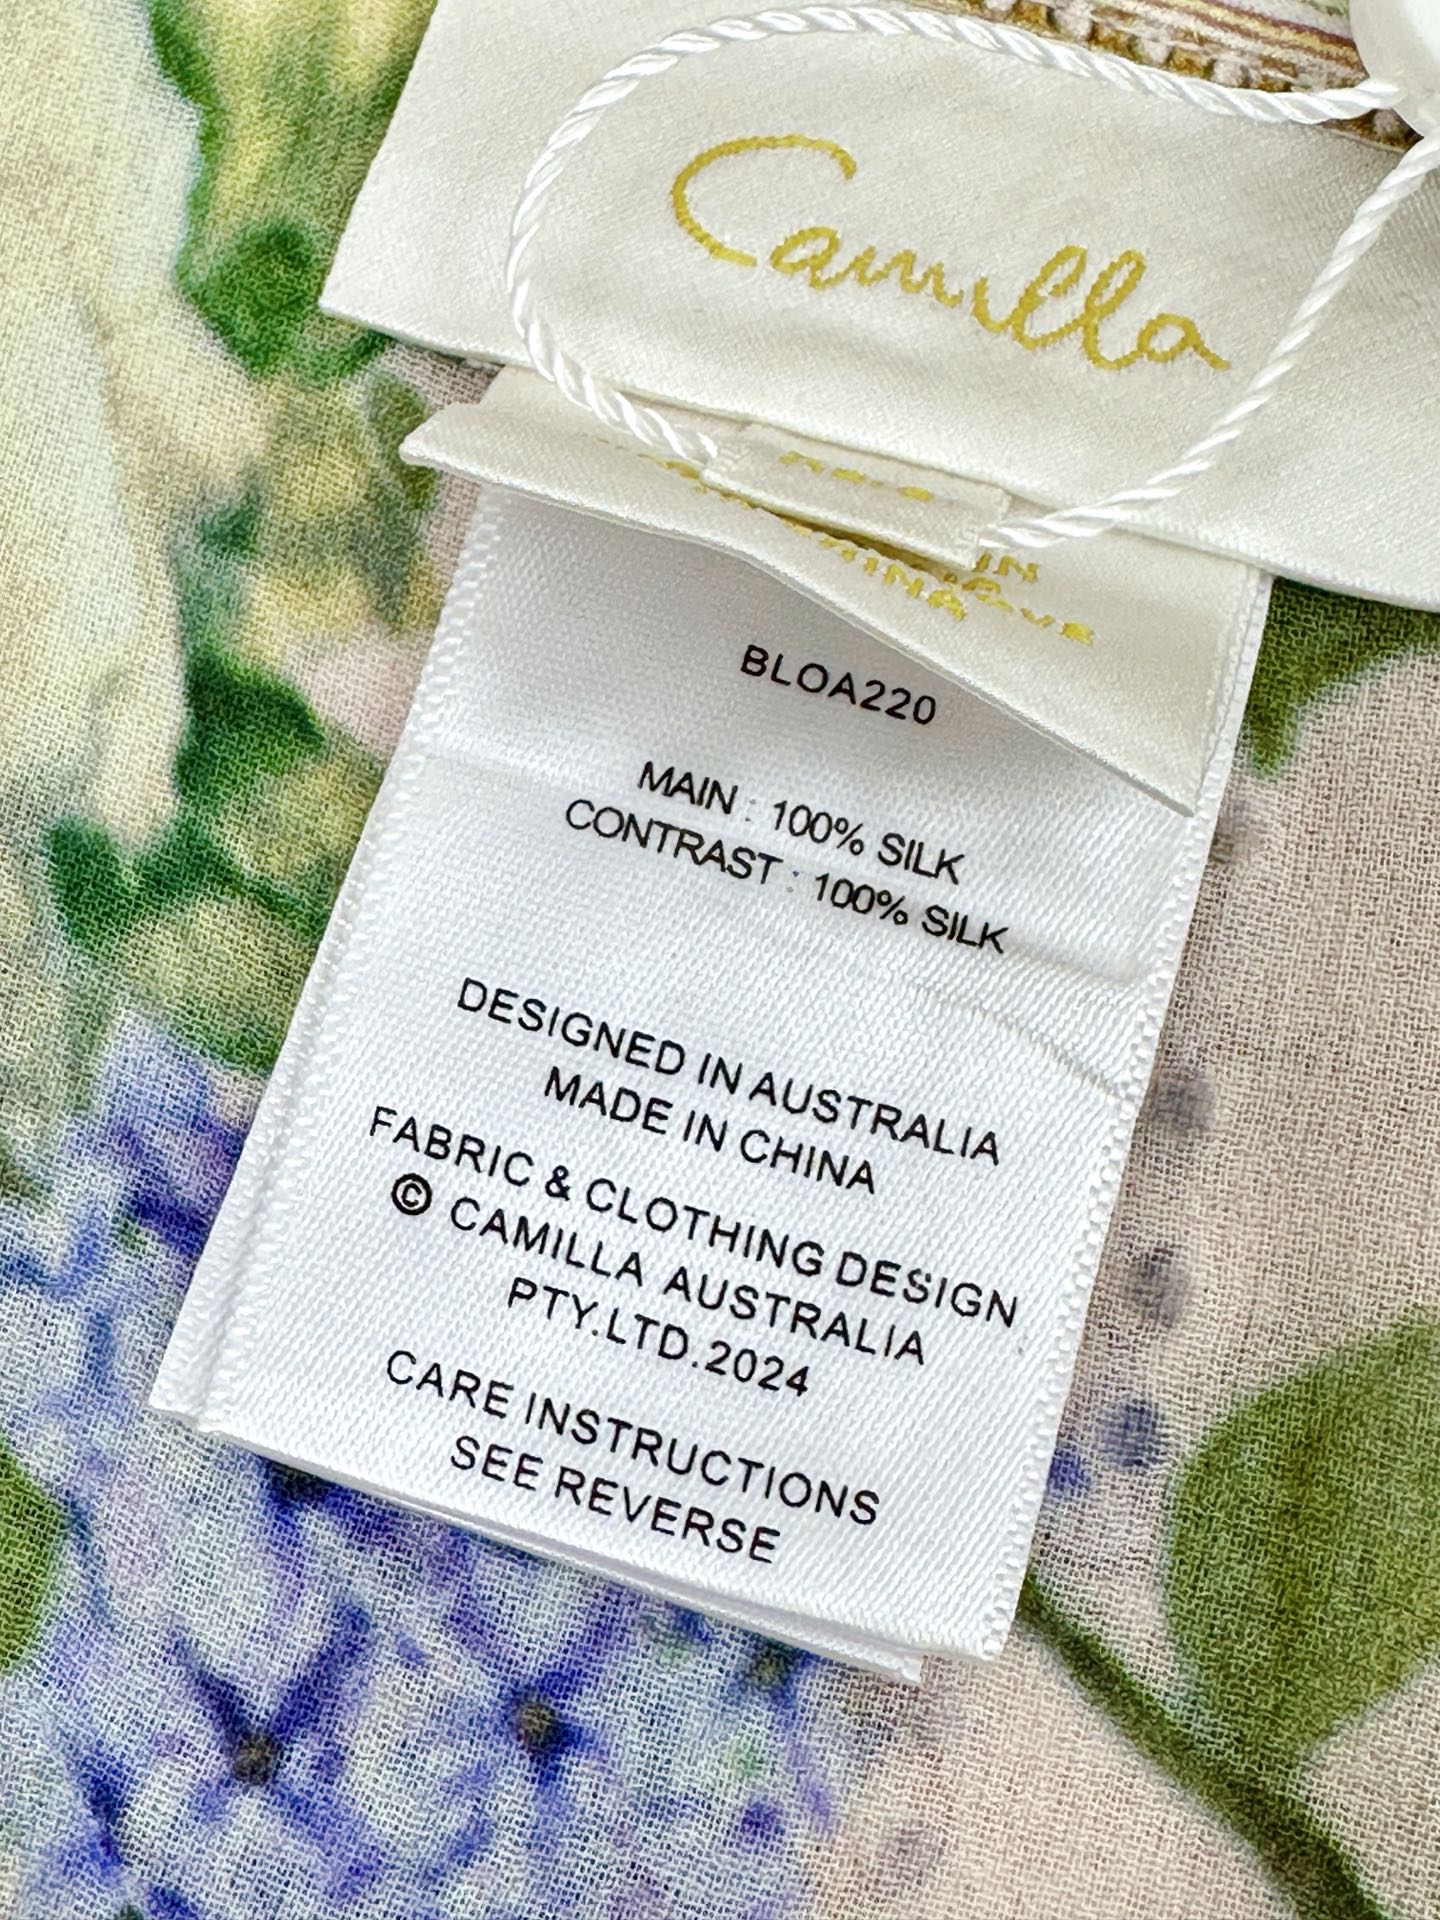 Camilla
IN
BLOA220
MAIN : 100% SILK
CONTRAST : 100% SILK
DESIGNED IN AUSTRALIA
MADE IN CHINA
FABRIC & CLOTHING DESIGN
© CAMILLA AUSTRALIA
PTY.LTD.2024
CARE INSTRUCTIONS
SEE REVERSE